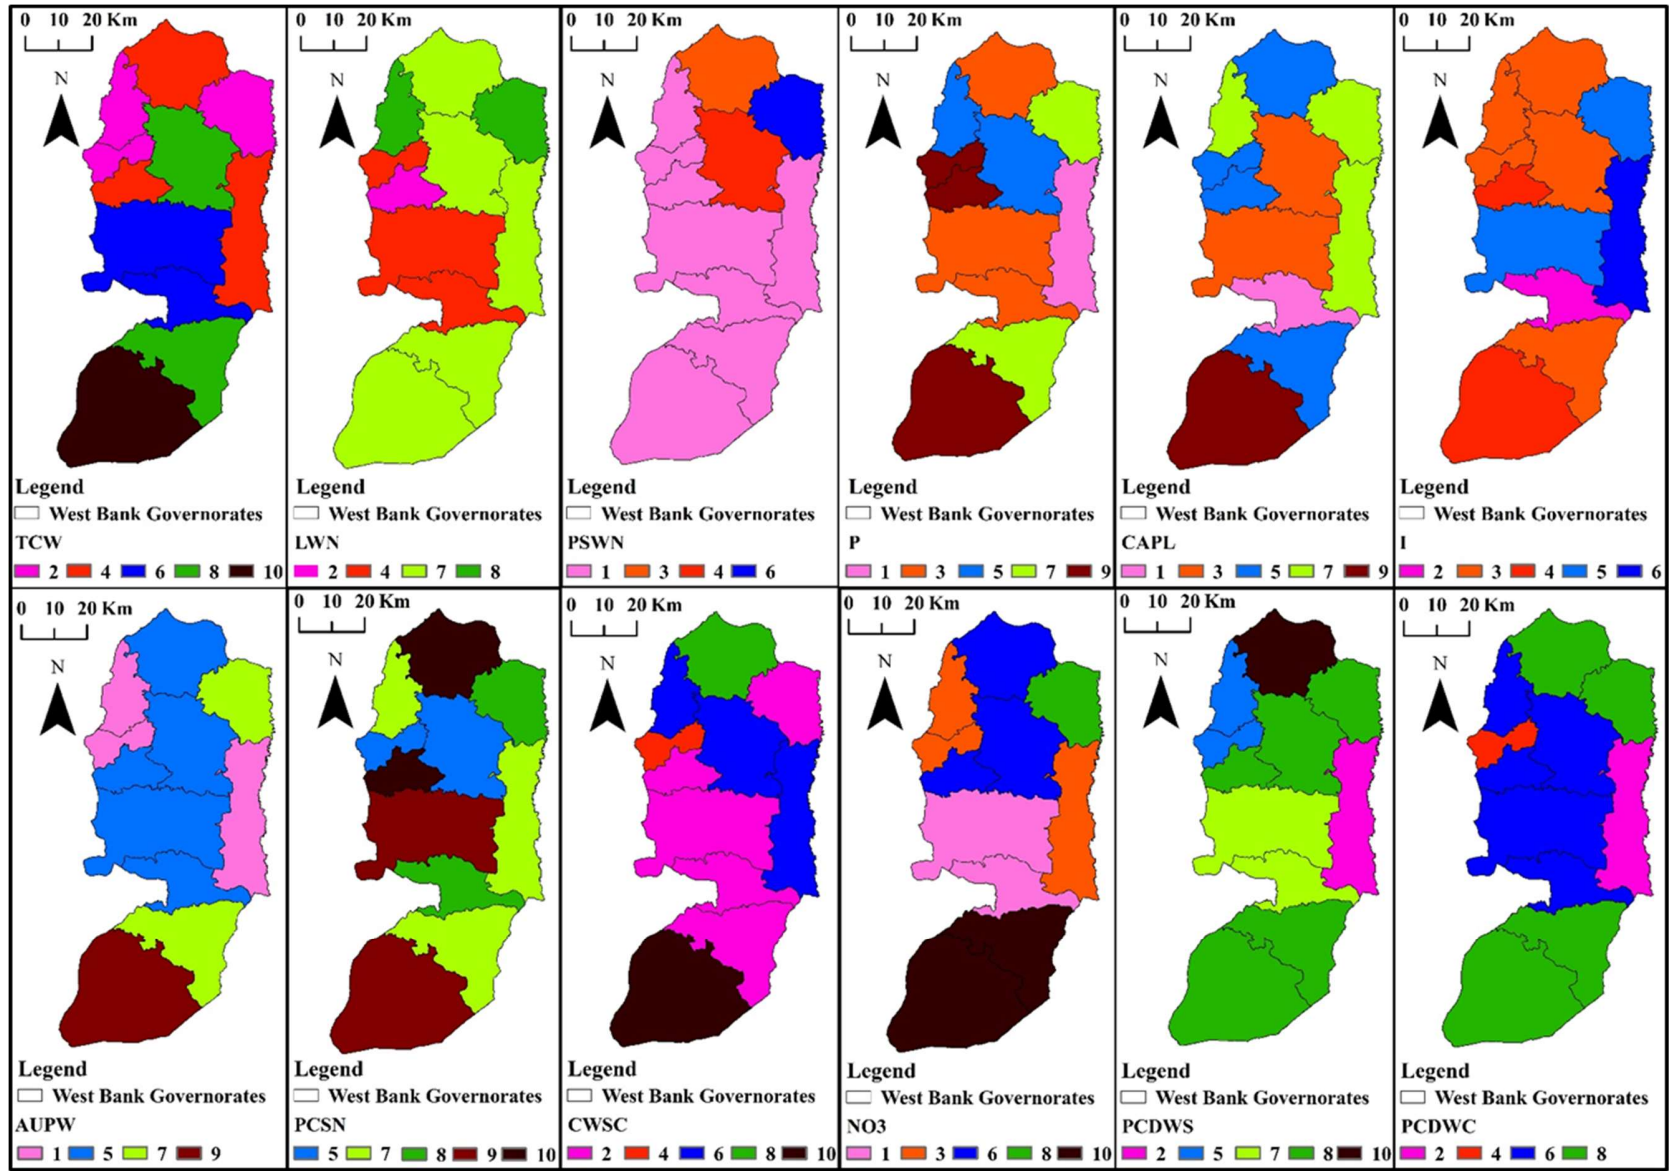 0 10 20 Km
N
Legend
West Bank Governorates
TCW
2 4 6 8 10
0 10 20 Km
N
Legend
West Bank Governorates
LWN
2 4 7 8
0 10 20 Km
N
Legend
West Bank Governorates
PSWN
1 3 4 6
0 10 20 Km
N
Legend
West Bank Governorates
P
1 3 5 7 9
0 10 20 Km
N
Legend
West Bank Governorates
CAPL
1 3 5 7 9
0 10 20 Km
N
Legend
West Bank Governorates
I
2 3 4 5 6
0 10 20 Km
N
Legend
West Bank Governorates
AUPW
1 5 7 9
0 10 20 Km
N
Legend
West Bank Governorates
PCSN
5 7 8 9 10
0 10 20 Km
N
Legend
West Bank Governorates
CWSC
2 4 6 8 10
0 10 20 Km
N
Legend
West Bank Governorates
NO3
1 3 6 8 10
0 10 20 Km
N
Legend
West Bank Governorates
PCDWS
2 5 7 8 10
0 10 20 Km
N
Legend
West Bank Governorates
PCDWC
2 4 6 8